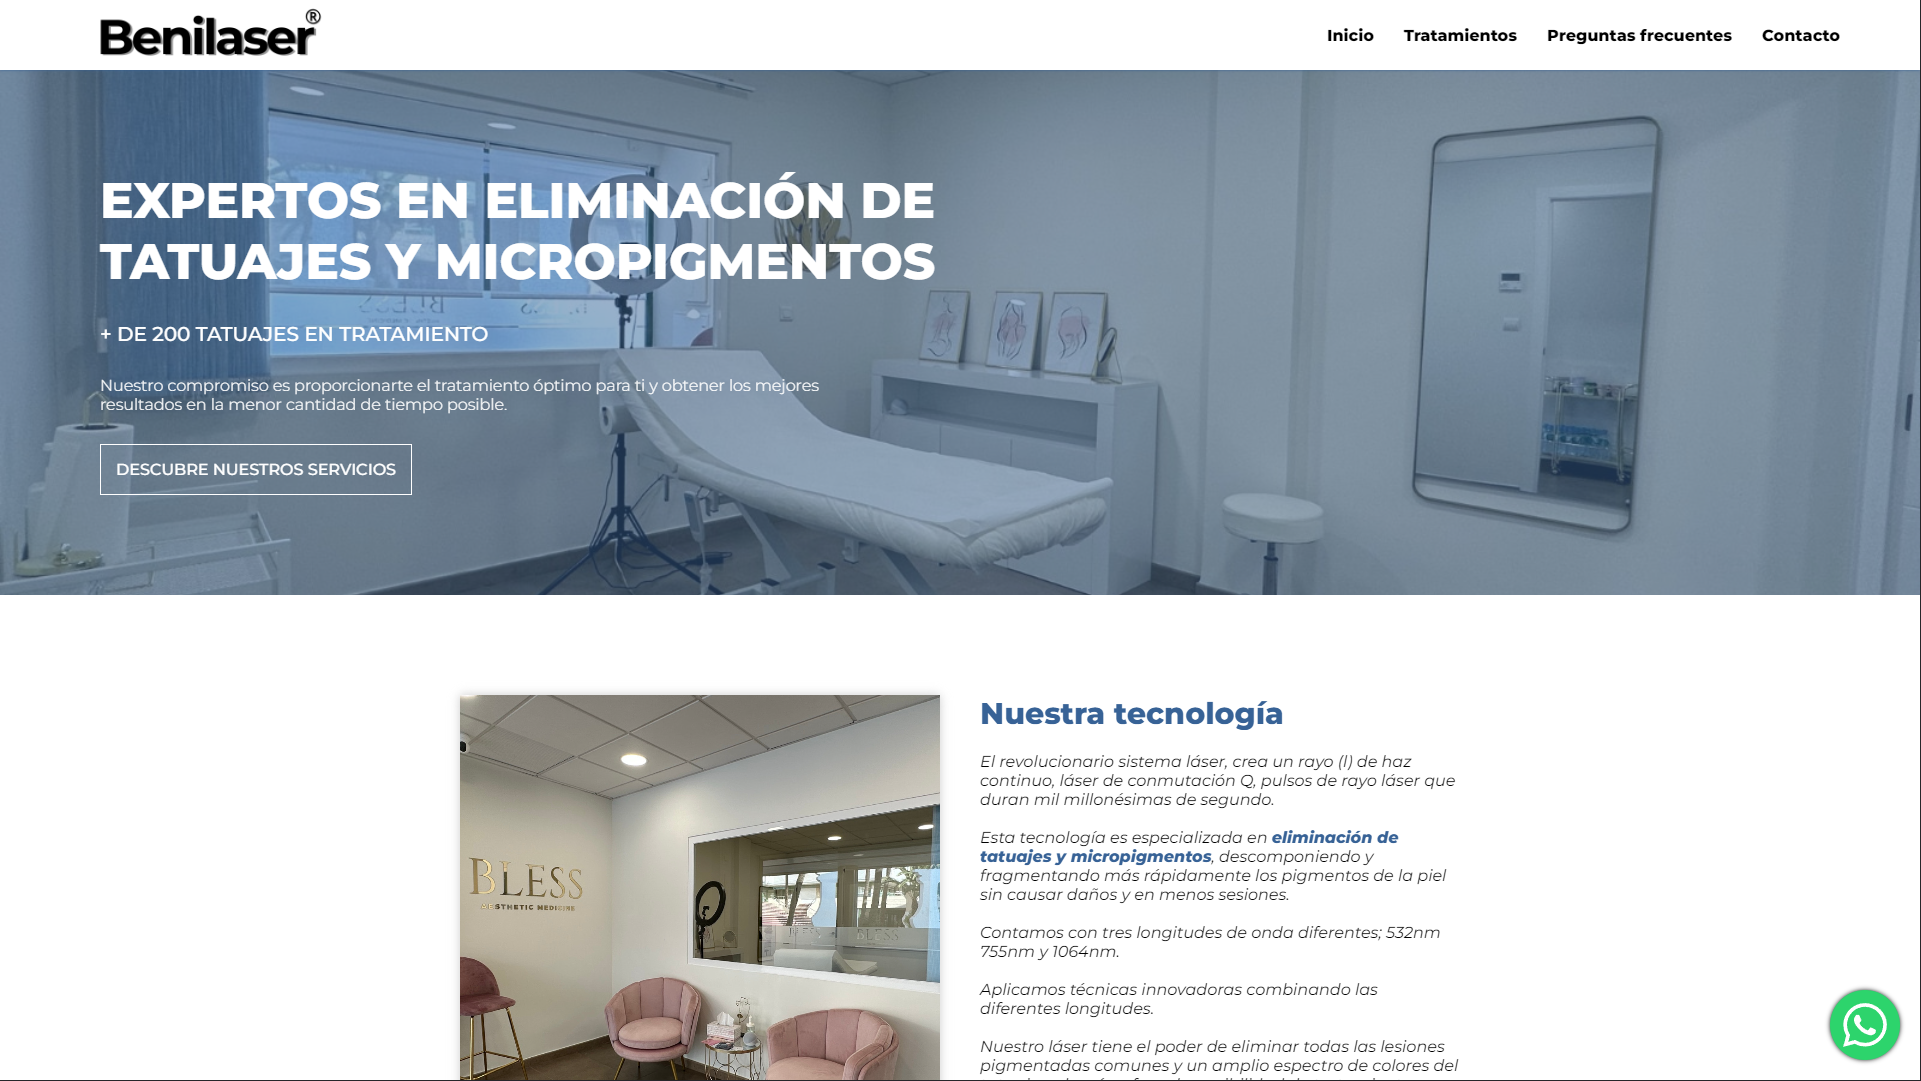 Benilaser®
Inicio
Tratamientos
Preguntas frecuentes
Contacto
EXPERTOS EN ELIMINACIÓN DE
TATUAJES Y MICROPIGMENTOS
+ DE 200 TATUAJES EN TRATAMIENTO
Nuestro compromiso es proporcionarte el tratamiento óptimo para ti y obtener los mejores
resultados en la menor cantidad de tiempo posible.
DESCUBRE NUESTROS SERVICIOS
BLESS
AESTHETIC MEDICINE
BLESS
Nuestra tecnología
El revolucionario sistema láser, crea un rayo (l) de haz
continuo, láser de conmutación Q, pulsos de rayo láser que
duran mil millonésimas de segundo.
Esta tecnología es especializada en eliminación de
tatuajes y micropigmentos, descomponiendo y
fragmentando más rápidamente los pigmentos de la piel
sin causar daños y en menos sesiones.
Contamos con tres longitudes de onda diferentes; 532nm
755nm y 1064nm.
Aplicamos técnicas innovadoras combinando las
diferentes longitudes.
Nuestro láser tiene el poder de eliminar todas las lesiones
pigmentadas comunes y un amplio espectro de colores del